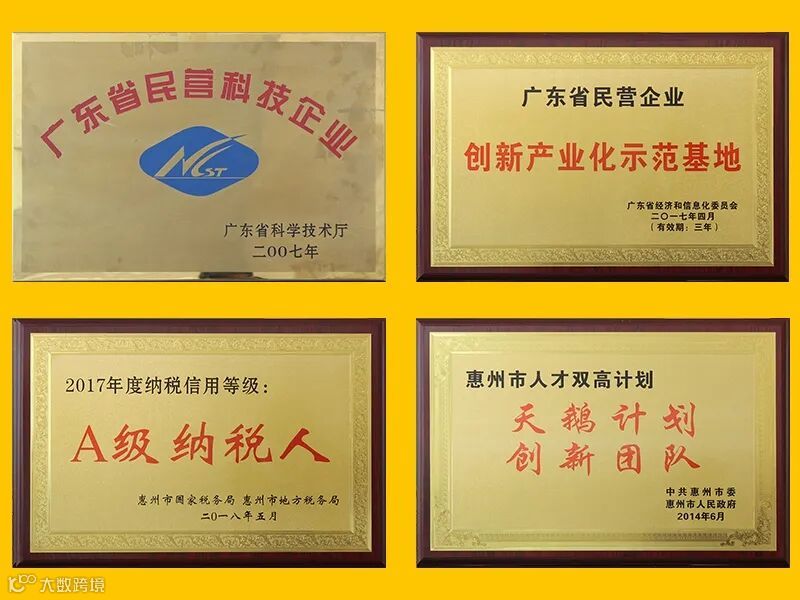 广东省民营科技企业
NCST
广东省科学技术厅
二00七年
广东省民营企业
创新产业化示范基地
广东省经济和信息化委员会
二〇一七年四月
(有效期:三年)
2017年度纳税信用等级:
A级纳税人
惠州市国家税务局 惠州市地方税务局
二〇一八年五月
惠州市人才双高计划
天鹅计划
创新团队
中共惠州市委
惠州市人民政府
2014年6月
大数跨境